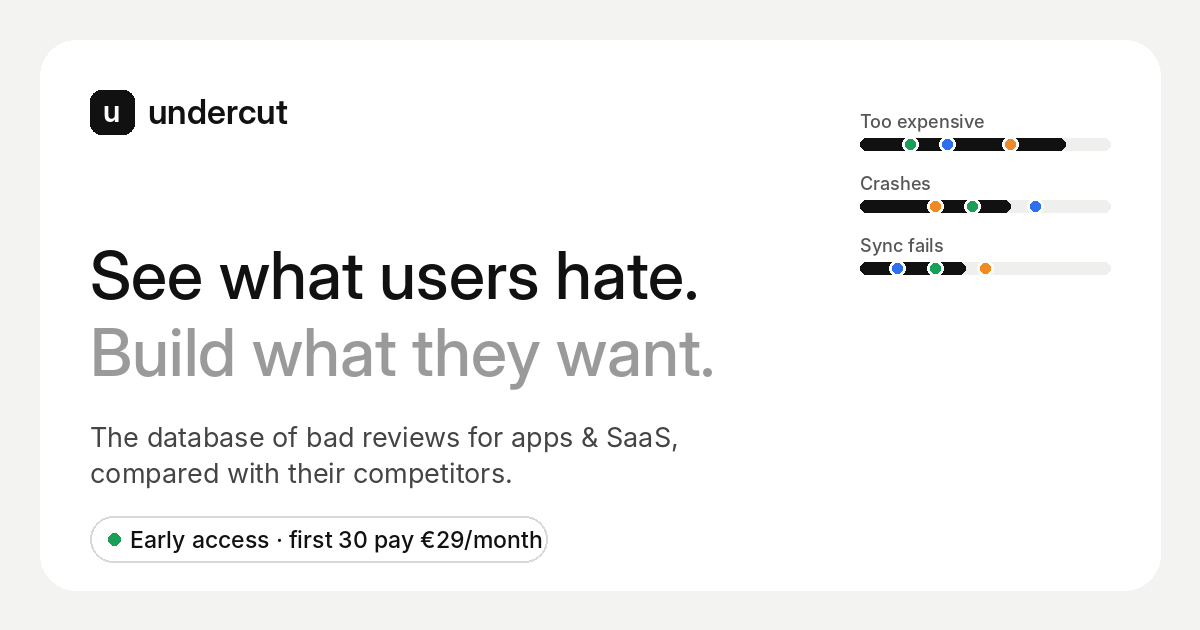 u undercut
Too expensive
Crashes
Sync fails
See what users hate.
Build what they want.
The database of bad reviews for apps & SaaS,
compared with their competitors.
Early access · first 30 pay €29/month